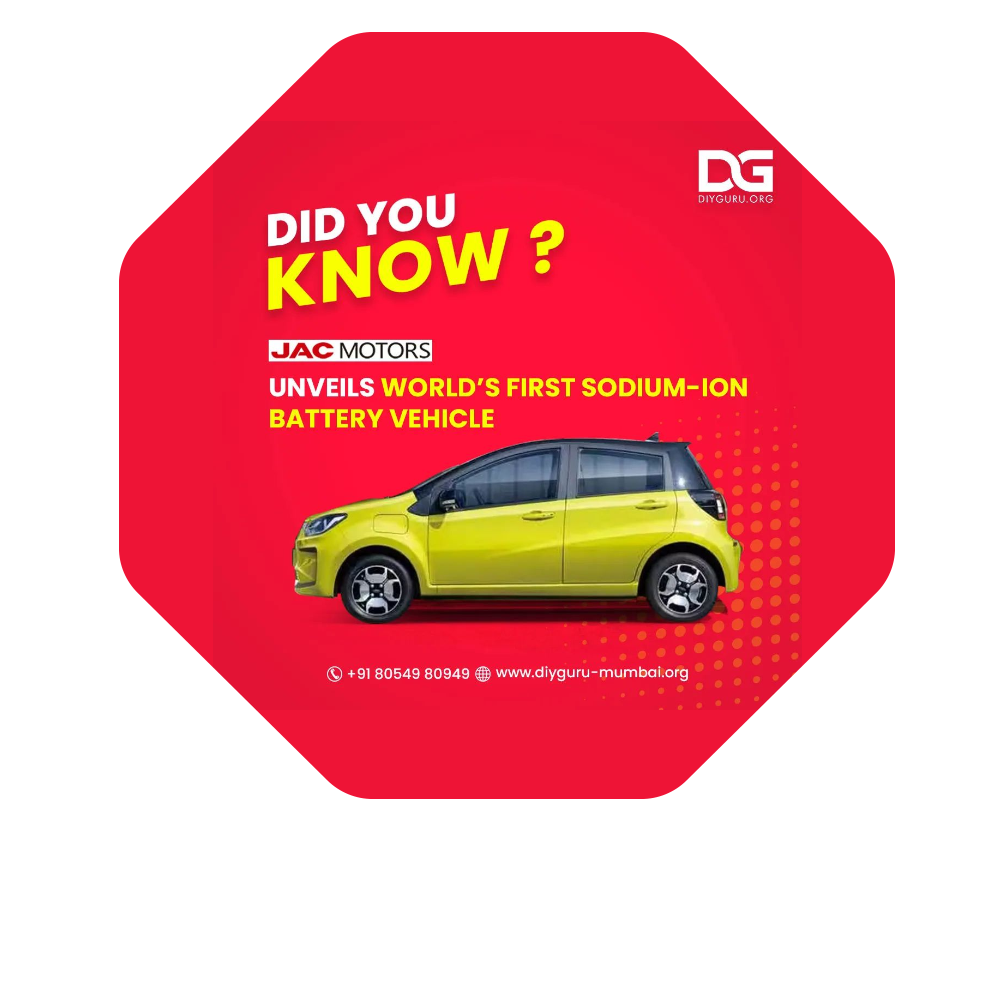 DG
DIYGURU.ORG
DID YOU
KNOW ?
JAC MOTORS
UNVEILS WORLD’S FIRST SODIUM-ION
BATTERY VEHICLE
+91 80549 80949 www.diyguru-mumbai.org